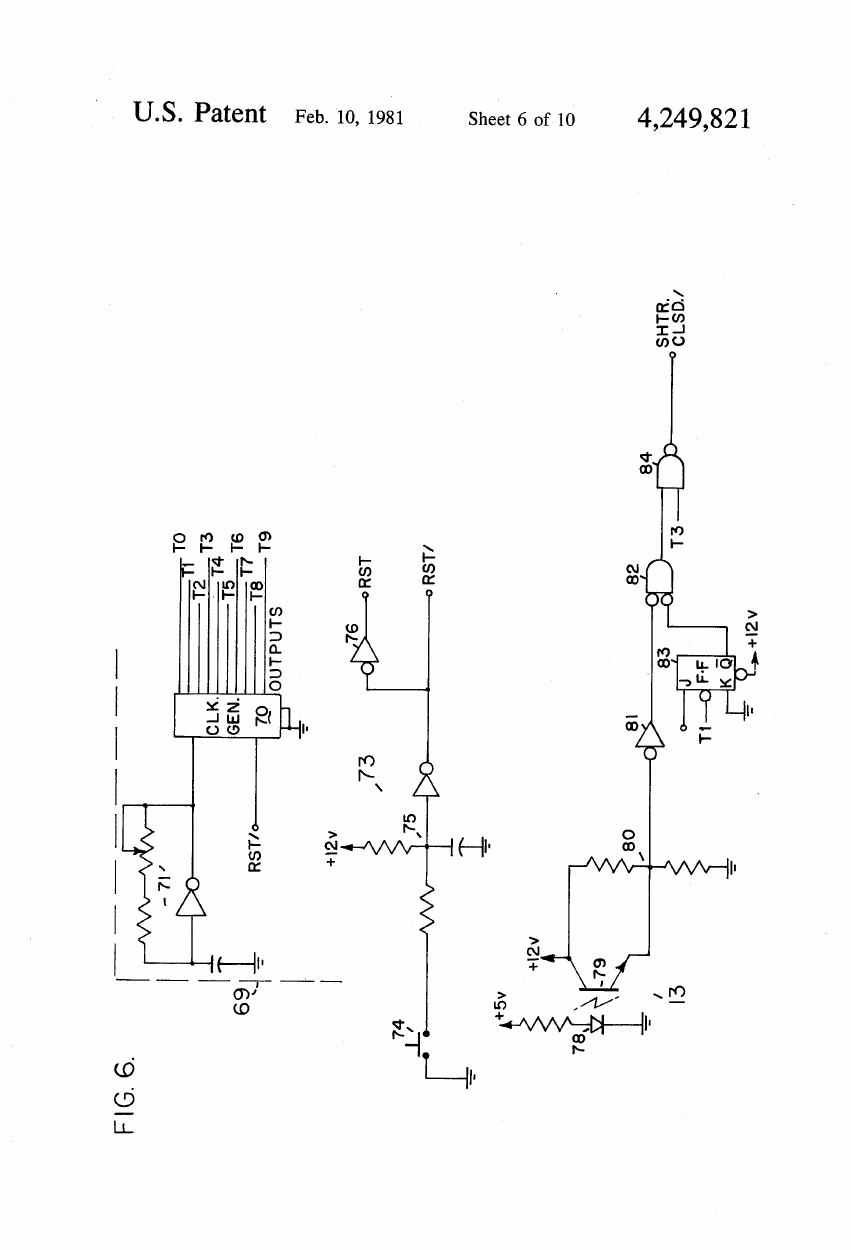 U.S. Patent Feb. 10, 1981 Sheet 6 of 10 4,249,821
FIG. 6.
69
71
CLK.
GEN.
70
RST/
OUTPUTS
T0
T1
T2
T3
T4
T5
T6
T7
T8
T9
73
74
+12v
75
76
RST
RST/
13
+5v
78
+12v
79
80
81
82
83
J
F-F
K
Q̅
T1
+12v
T3
84
SHTR.
CLSD./